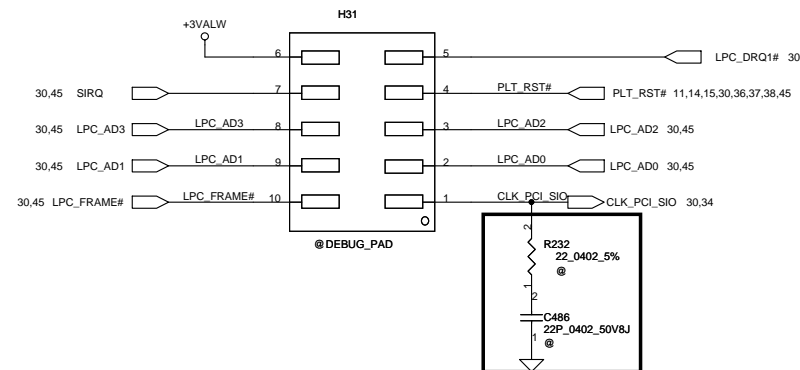 H31
+3VALW
6
5
LPC_DRQ1# 30
30,45 SIRQ
7
4
PLT_RST#
PLT_RST# 11,14,15,30,36,37,38,45
30,45 LPC_AD3
LPC_AD3
8
3
LPC_AD2
LPC_AD2 30,45
30,45 LPC_AD1
LPC_AD1
9
2
LPC_AD0
LPC_AD0 30,45
30,45 LPC_FRAME#
LPC_FRAME#
10
1
CLK_PCI_SIO
CLK_PCI_SIO 30,34
@DEBUG_PAD
2
R232
22_0402_5%
@
1
2
C486
22P_0402_50V8J
1
@